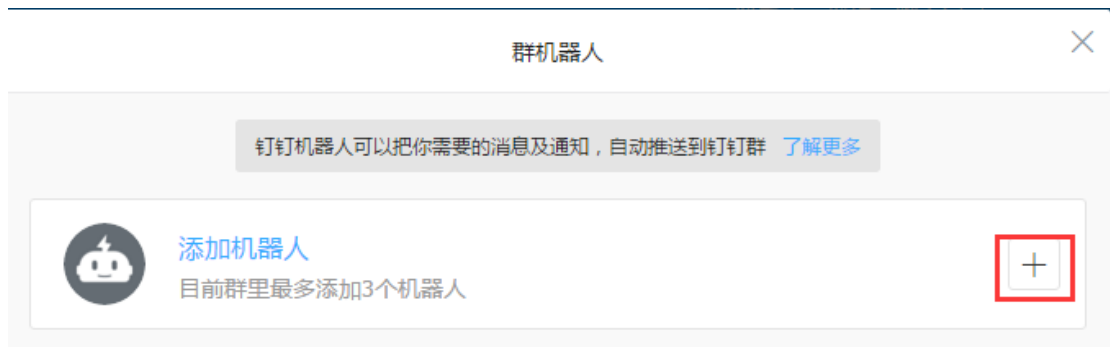 群机器人
钉钉机器人可以把你需要的消息及通知，自动推送到钉钉群 了解更多
添加机器人
目前群里最多添加3个机器人